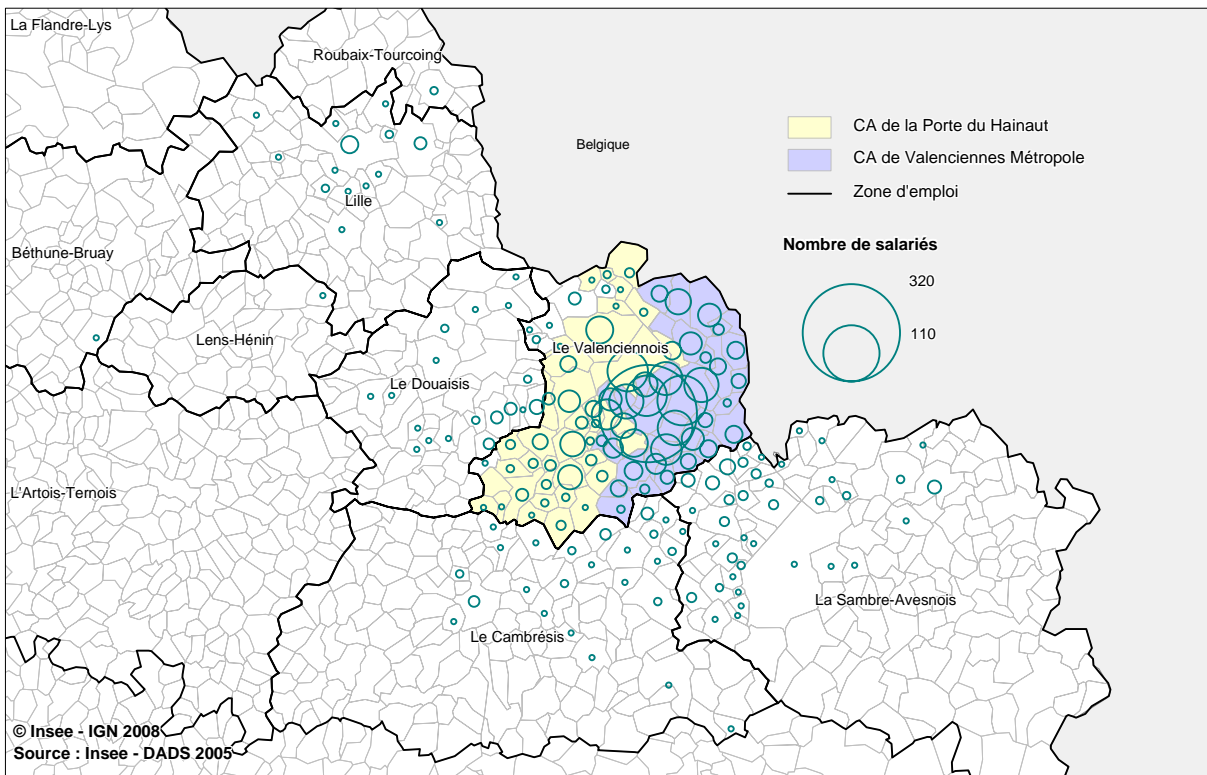 La Flandre-Lys
Roubaix-Tourcoing
CA de la Porte du Hainaut
Belgique
CA de Valenciennes Métropole
Zone d'emploi
Lille
Nombre de salariés
Béthune-Bruay
320
110
Lens-Hénin
Le Valenciennois
Le Douaisis
L'Artois-Ternois
La Sambre-Avesnois
Le Cambrésis
© Insee - IGN 2008
Source : Insee - DADS 2005